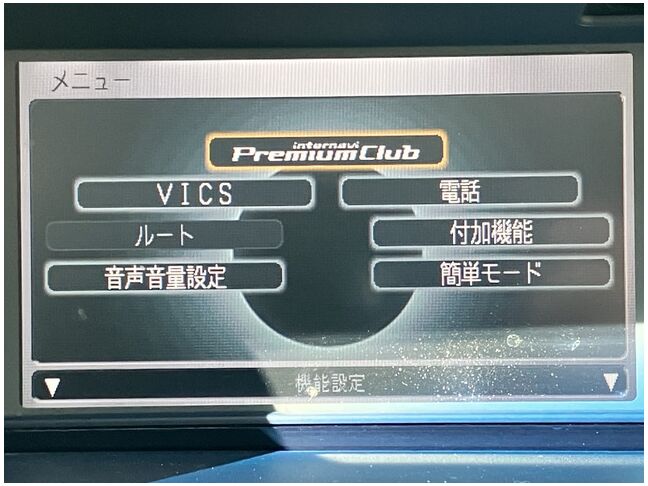 メニュー
internavi
PremiumClub
VICS
電話
ルート
付加機能
音声音量設定
簡単モード
▼ 機能設定 ▼